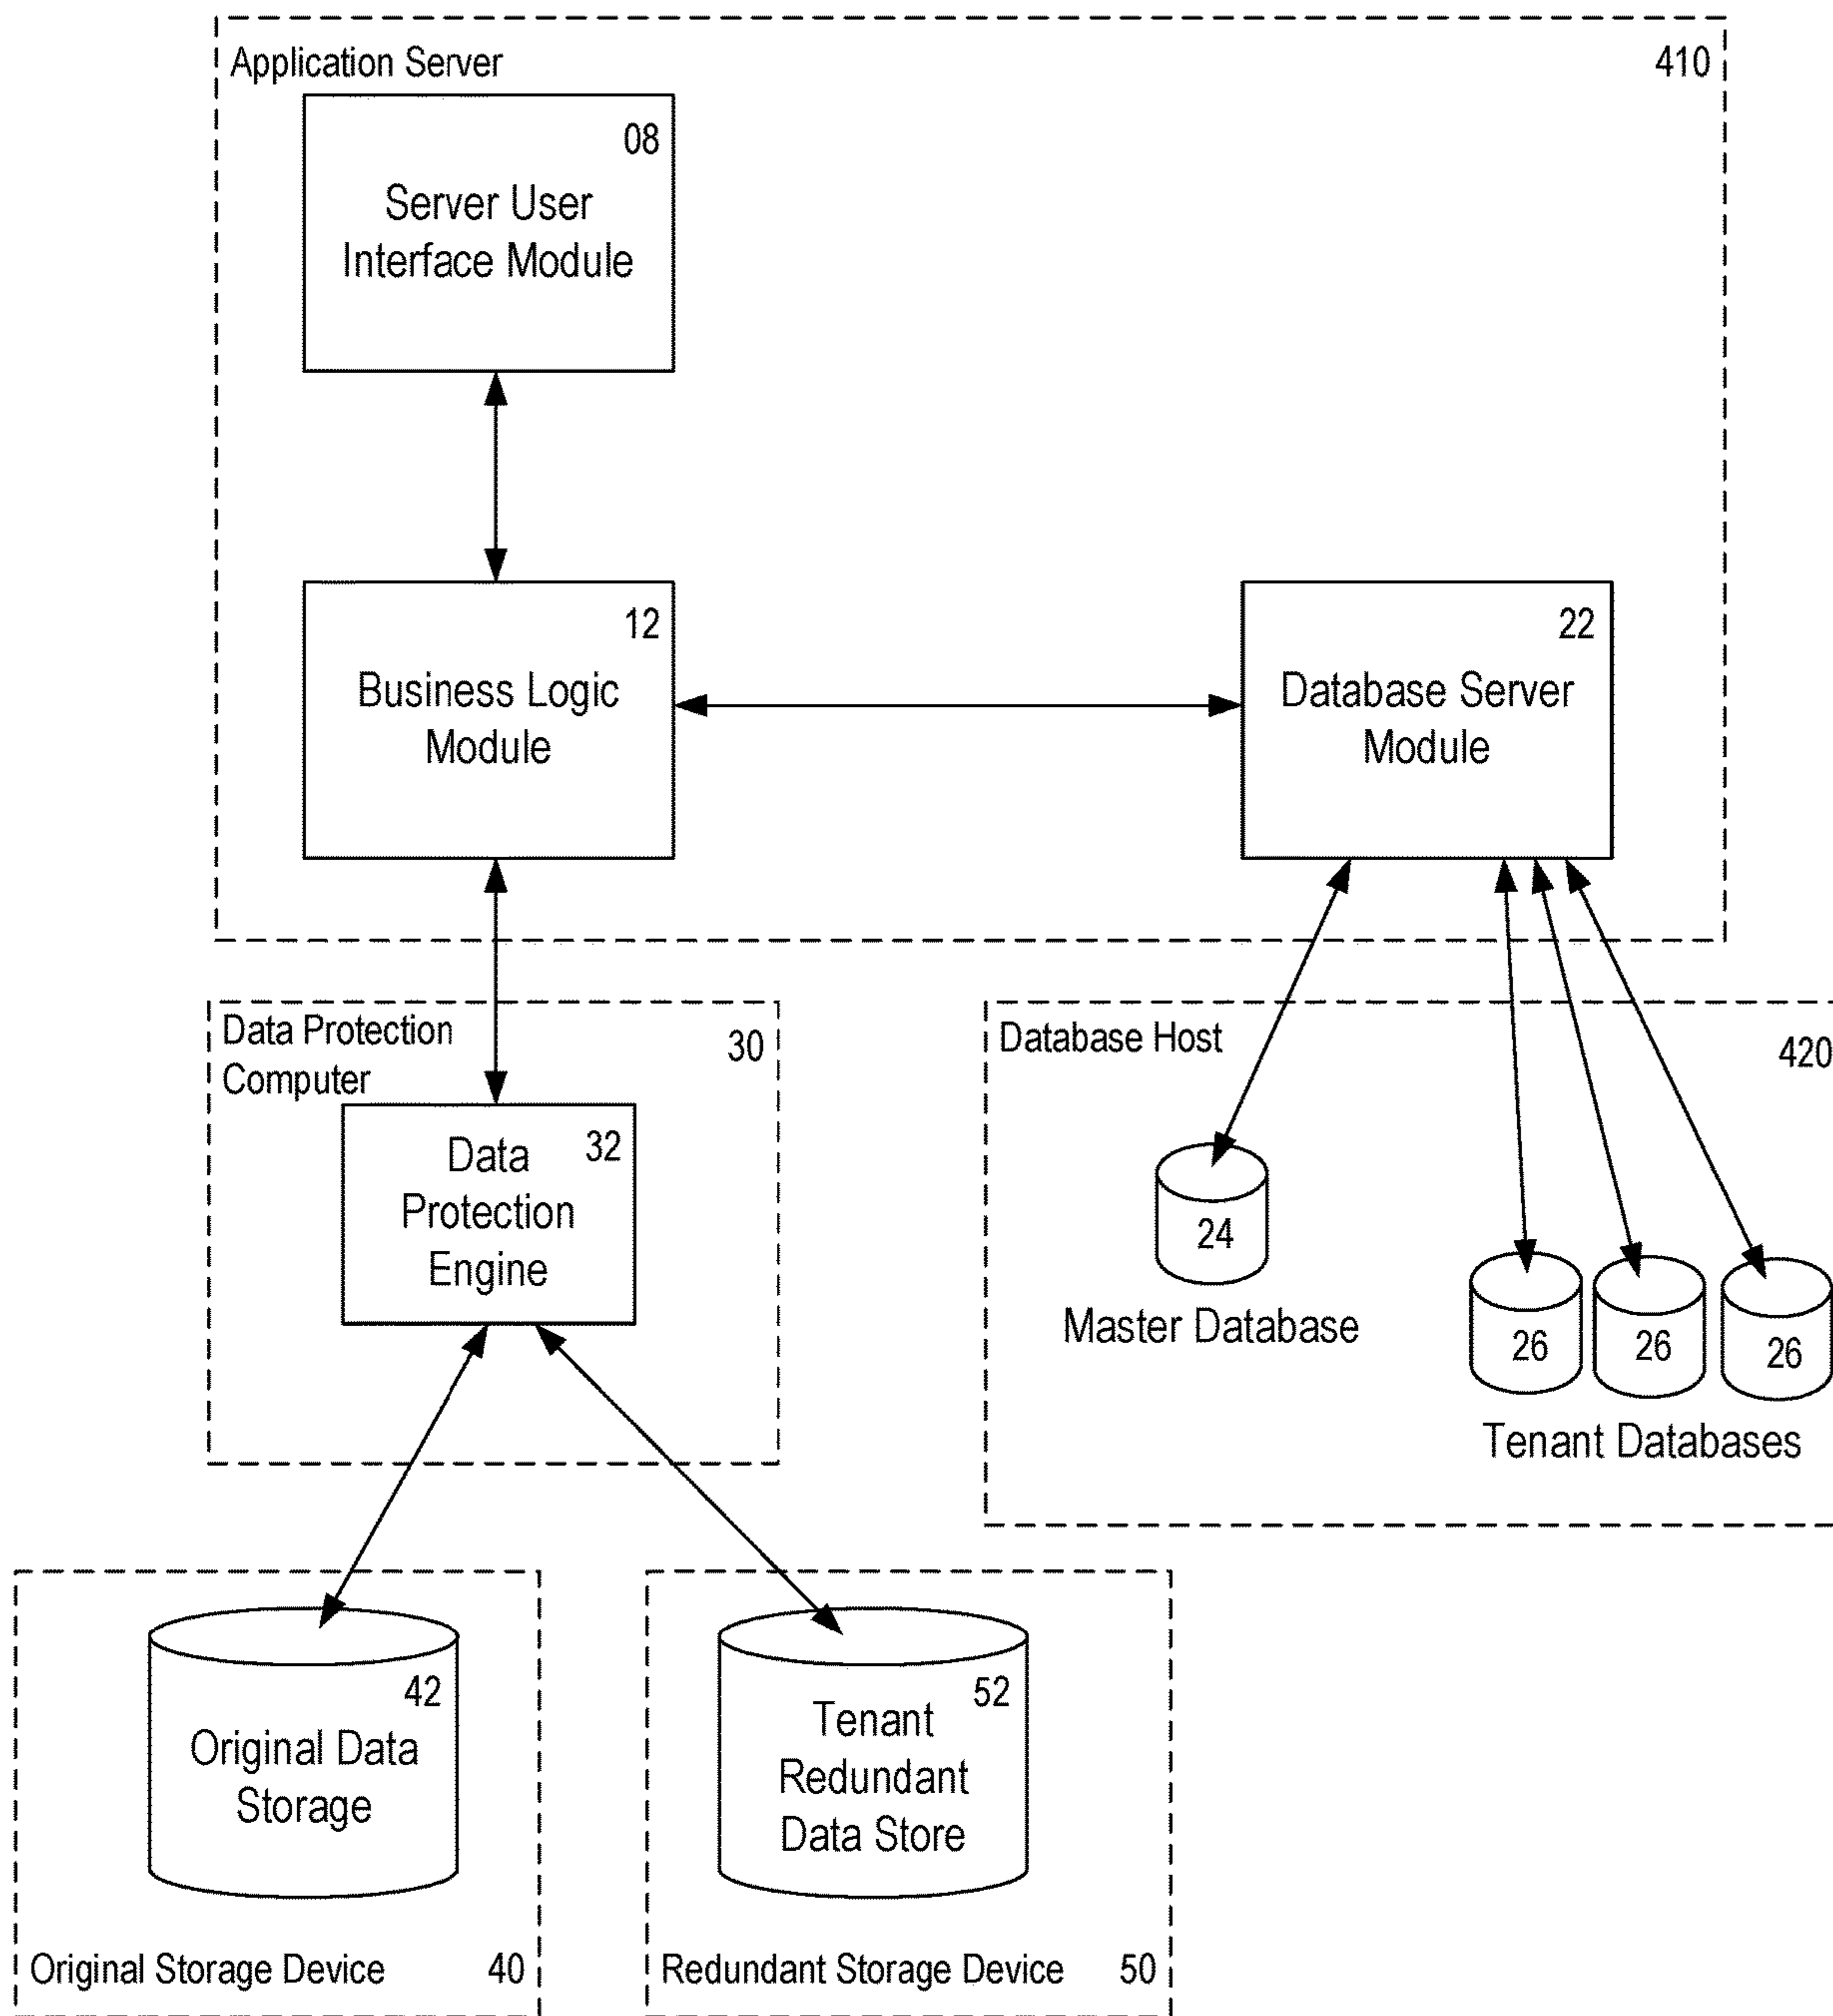 Application Server
410
08
Server User
Interface Module
12
Business Logic
Module
22
Database Server
Module
Data Protection
Computer
30
32
Data
Protection
Engine
Database Host
420
24
Master Database
26
26
26
Tenant Databases
42
Original Data
Storage
Original Storage Device
40
52
Tenant
Redundant
Data Store
Redundant Storage Device
50